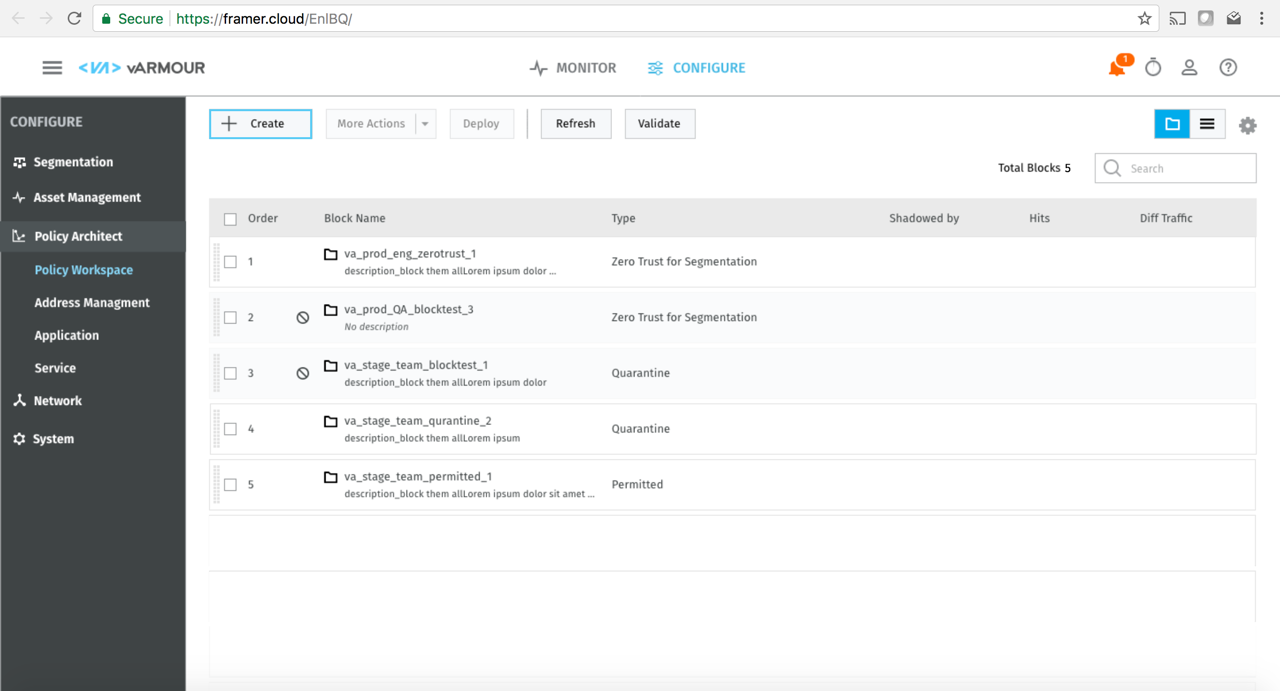 Secure https://framer.cloud/EnlBQ/
<VA> vARMOUR MONITOR CONFIGURE 1
CONFIGURE
Segmentation
Asset Management
Policy Architect
Policy Workspace
Address Managment
Application
Service
Network
System
Create More Actions Deploy Refresh Validate
Total Blocks 5 Search
Order Block Name Type Shadowed by Hits Diff Traffic
1 va_prod_eng_zerotrust_1 Zero Trust for Segmentation
description_block them allLorem ipsum dolor ...
2 va_prod_QA_blocktest_3 Zero Trust for Segmentation
No description
3 va_stage_team_blocktest_1 Quarantine
description_block them allLorem ipsum dolor
4 va_stage_team_qurantine_2 Quarantine
description_block them allLorem ipsum
5 va_stage_team_permitted_1 Permitted
description_block them allLorem ipsum dolor sit amet ...